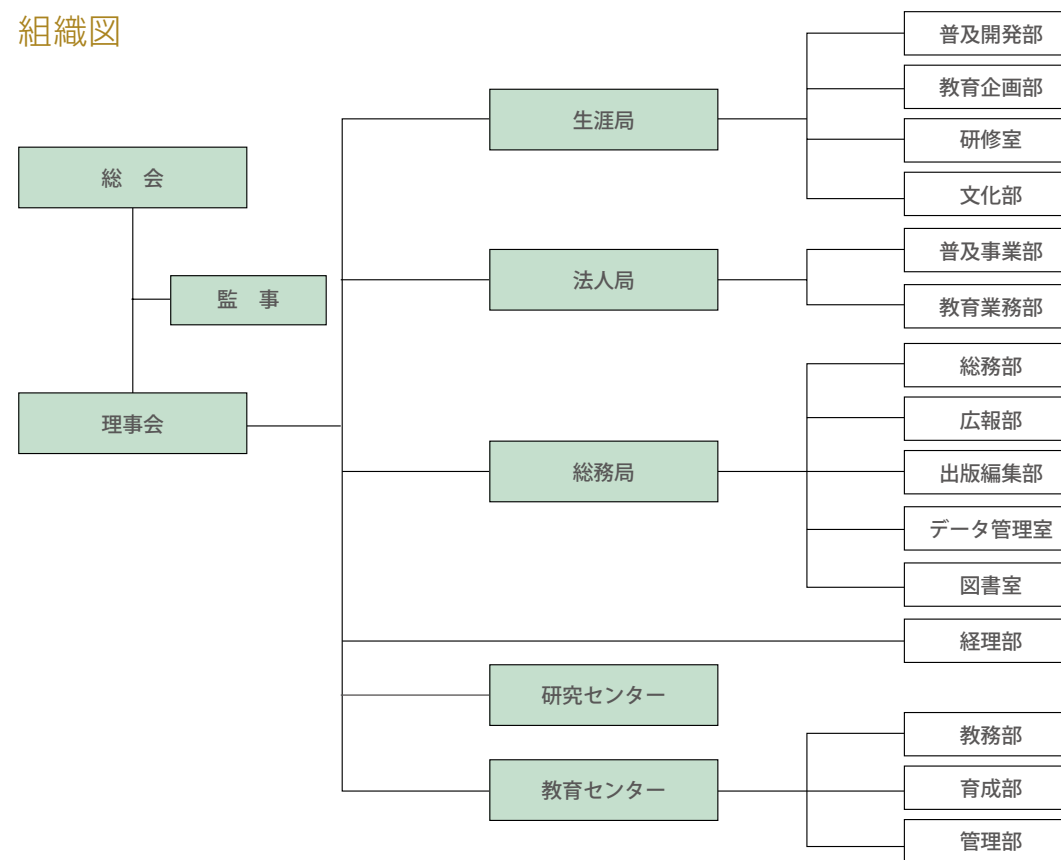 組織図
総　会
監　事
理事会
生涯局
普及開発部
教育企画部
研修室
文化部
法人局
普及事業部
教育業務部
総務局
総務部
広報部
出版編集部
データ管理室
図書室
経理部
研究センター
教育センター
教務部
育成部
管理部